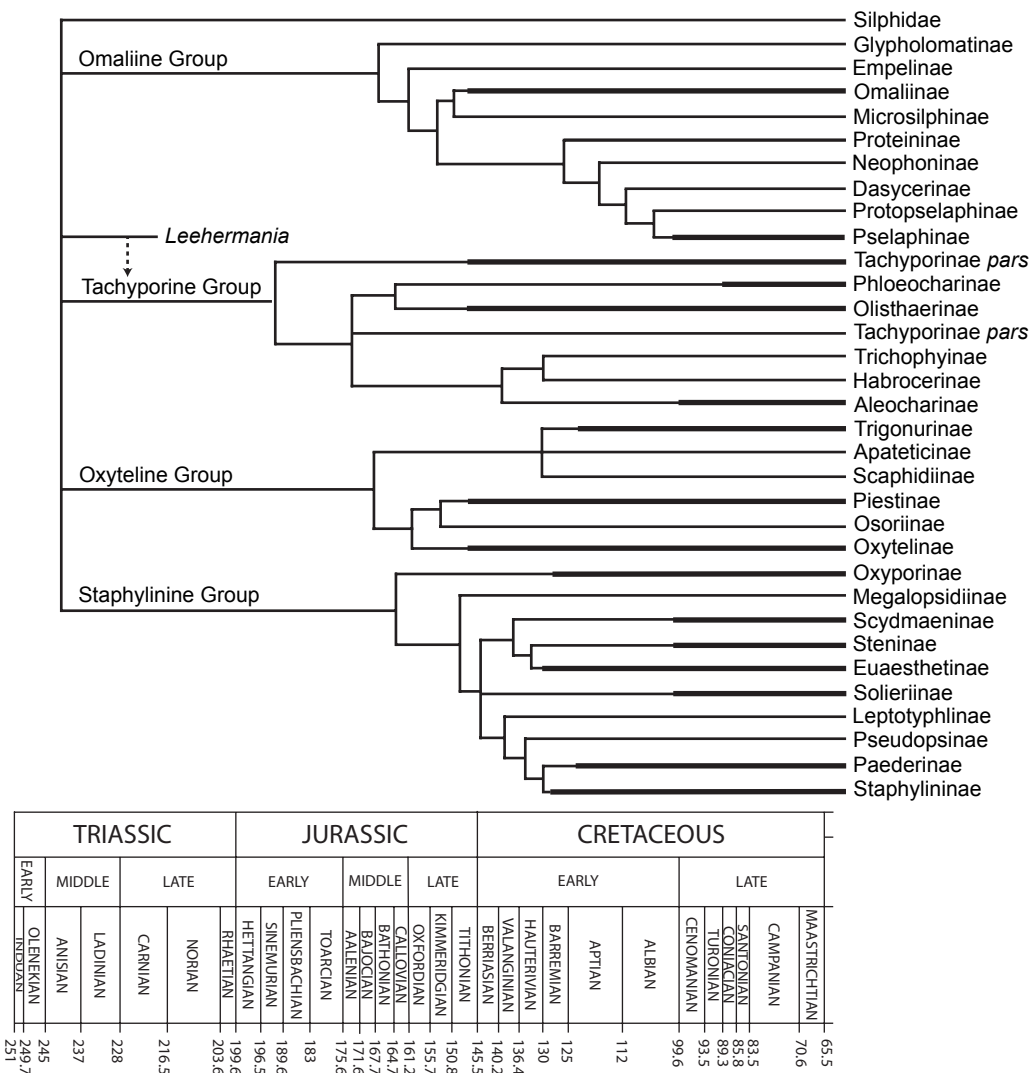 Silphidae
Glypholomatinae
Omaliine Group
Empelinae
Omaliinae
Microsilphinae
Proteininae
Neophoninae
Dasycerinae
Protopselaphinae
Leehermania
Pselaphinae
Tachyporinae pars
Tachyporine Group
Phloeocharinae
Olisthaerinae
Tachyporinae pars
Trichophyinae
Habrocerinae
Aleocharinae
Trigonurinae
Apateticinae
Oxyteline Group
Scaphidiinae
Piestinae
Osoriinae
Oxytelinae
Oxyporinae
Staphylinine Group
Megalopsidiinae
Scydmaeninae
Steninae
Euaesthetinae
Solieriinae
Leptotyphlinae
Pseudopsinae
Paederinae
Staphylininae
TRIASSIC JURASSIC CRETACEOUS
EARLY MIDDLE LATE EARLY MIDDLE LATE EARLY LATE
INDUAN
OLENEKIAN
ANISIAN
LADINIAN
CARNIAN
NORIAN
RHAETIAN
HETTANGIAN
SINEMURIAN
PLIENSBACHIAN
TOARCIAN
AALENIAN
BAJOCIAN
BATHONIAN
CALLOVIAN
OXFORDIAN
KIMMERIDGIAN
TITHONIAN
BERRIASIAN
VALANGINIAN
HAUTERIVIAN
BARREMIAN
APTIAN
ALBIAN
CENOMANIAN
TURONIAN
CONIACIAN
SANTONIAN
CAMPANIAN
MAASTRICHTIAN
251
249.7
245
237
228
216.5
203.6
199.6
196.5
189.6
183
175.6
171.6
167.7
164.7
161.2
155.7
150.8
145.5
140.2
136.4
130
125
112
99.6
93.5
89.3
85.8
83.5
70.6
65.5